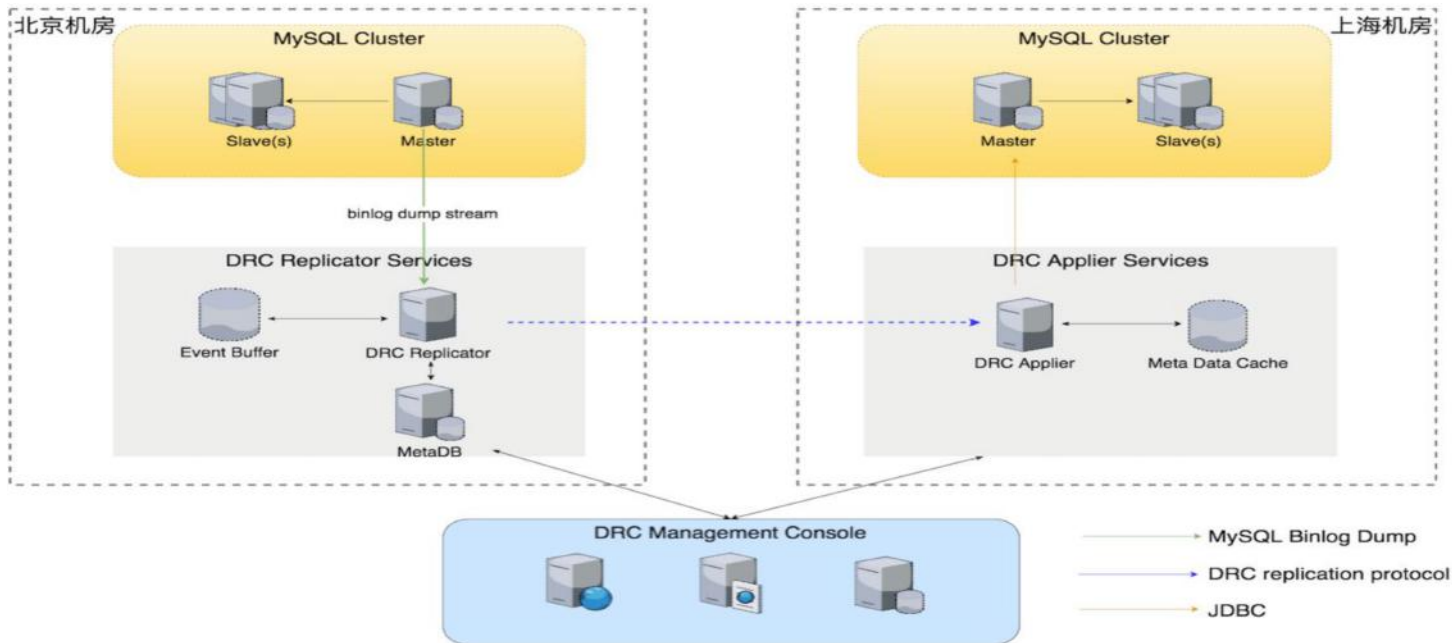 北京机房
MySQL Cluster
Slave(s)
Master
binlog dump stream
DRC Replicator Services
Event Buffer
DRC Replicator
MetaDB
上海机房
MySQL Cluster
Master
Slave(s)
DRC Applier Services
DRC Applier
Meta Data Cache
DRC Management Console
MySQL Binlog Dump
DRC replication protocol
JDBC